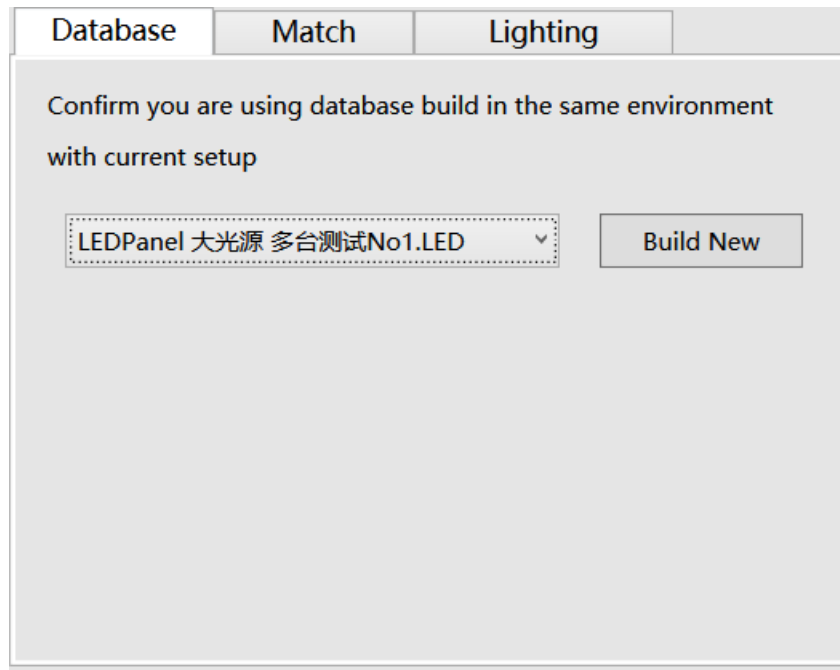 Database Match Lighting
Confirm you are using database build in the same environment
with current setup
LEDPanel 大光源 多台测试No1.LED Build New